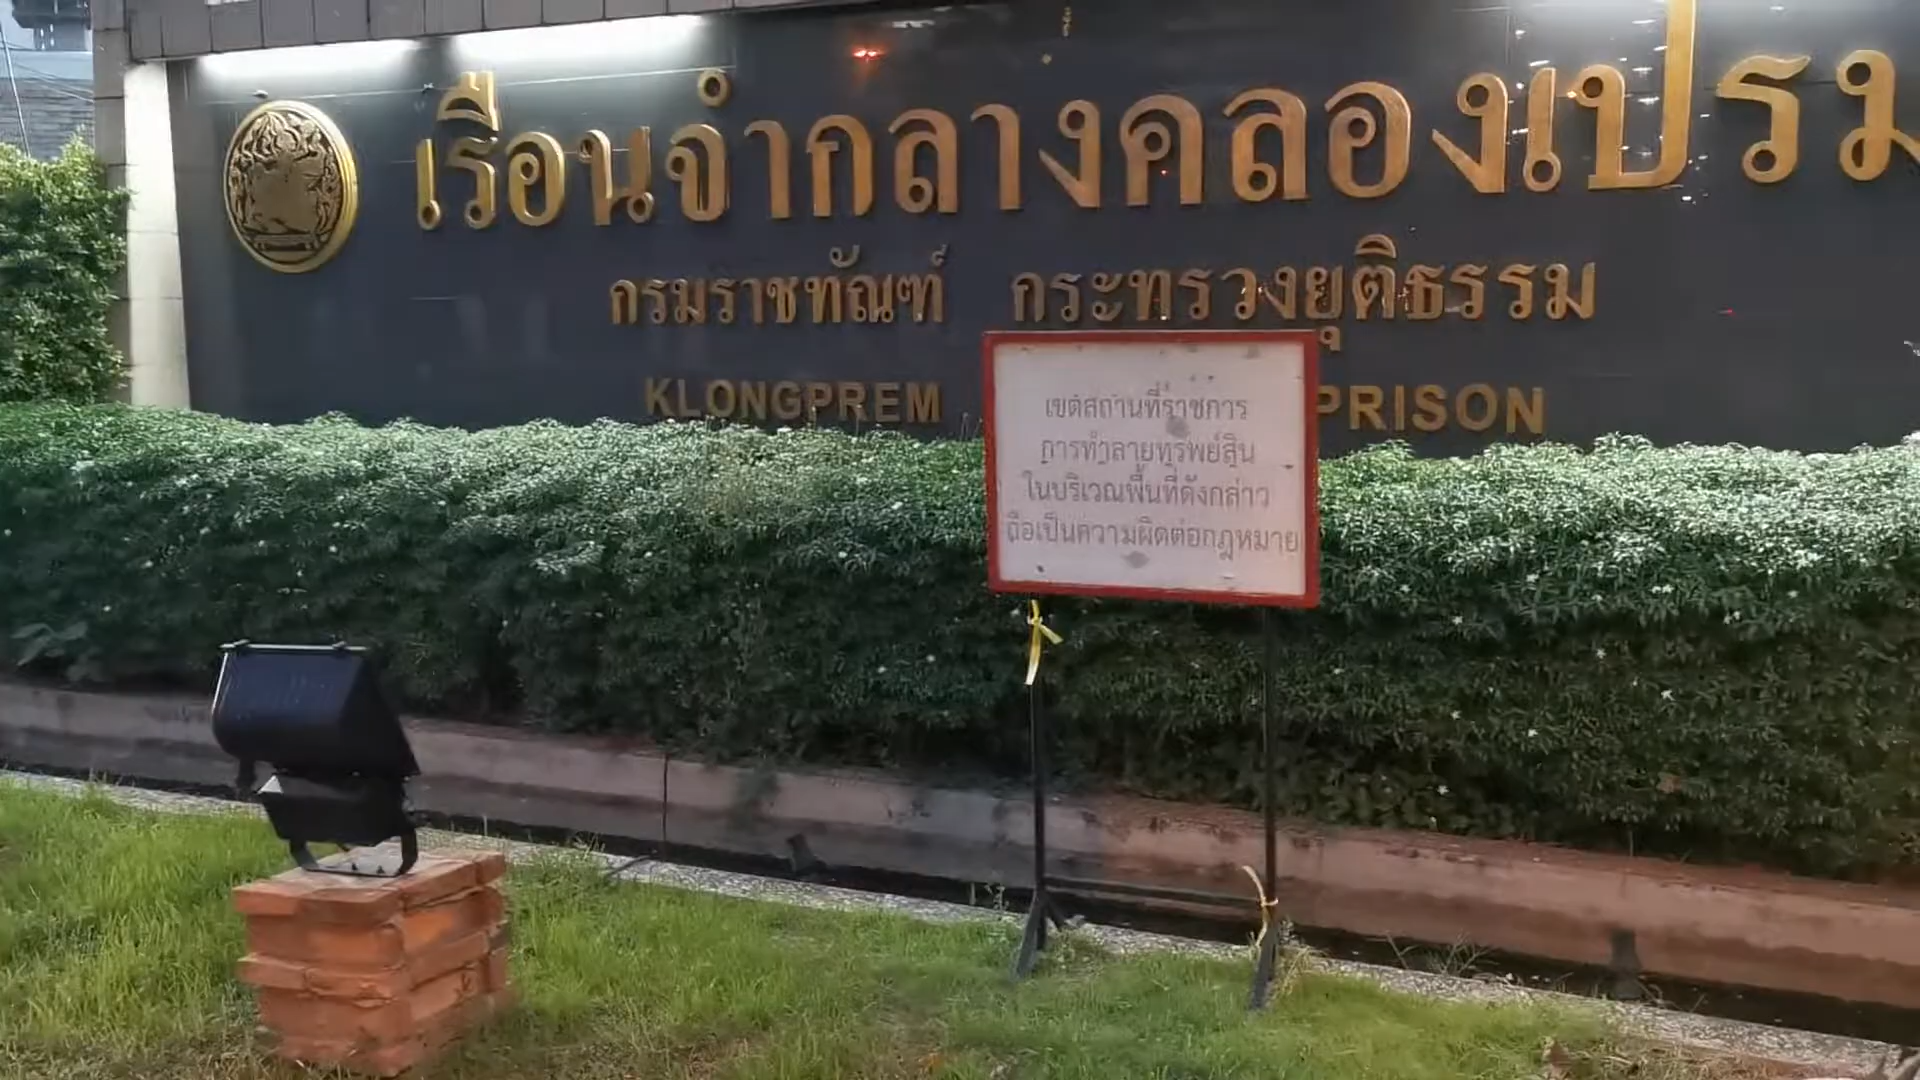 เรือนจำกลางคลองเปรม
กรมราชทัณฑ์ กระทรวงยุติธรรม
KLONGPREM PRISON
เขตสถานที่ราชการ
การทำลายทรัพย์สิน
ในบริเวณพื้นที่ดังกล่าว
ถือเป็นความผิดต่อกฎหมาย